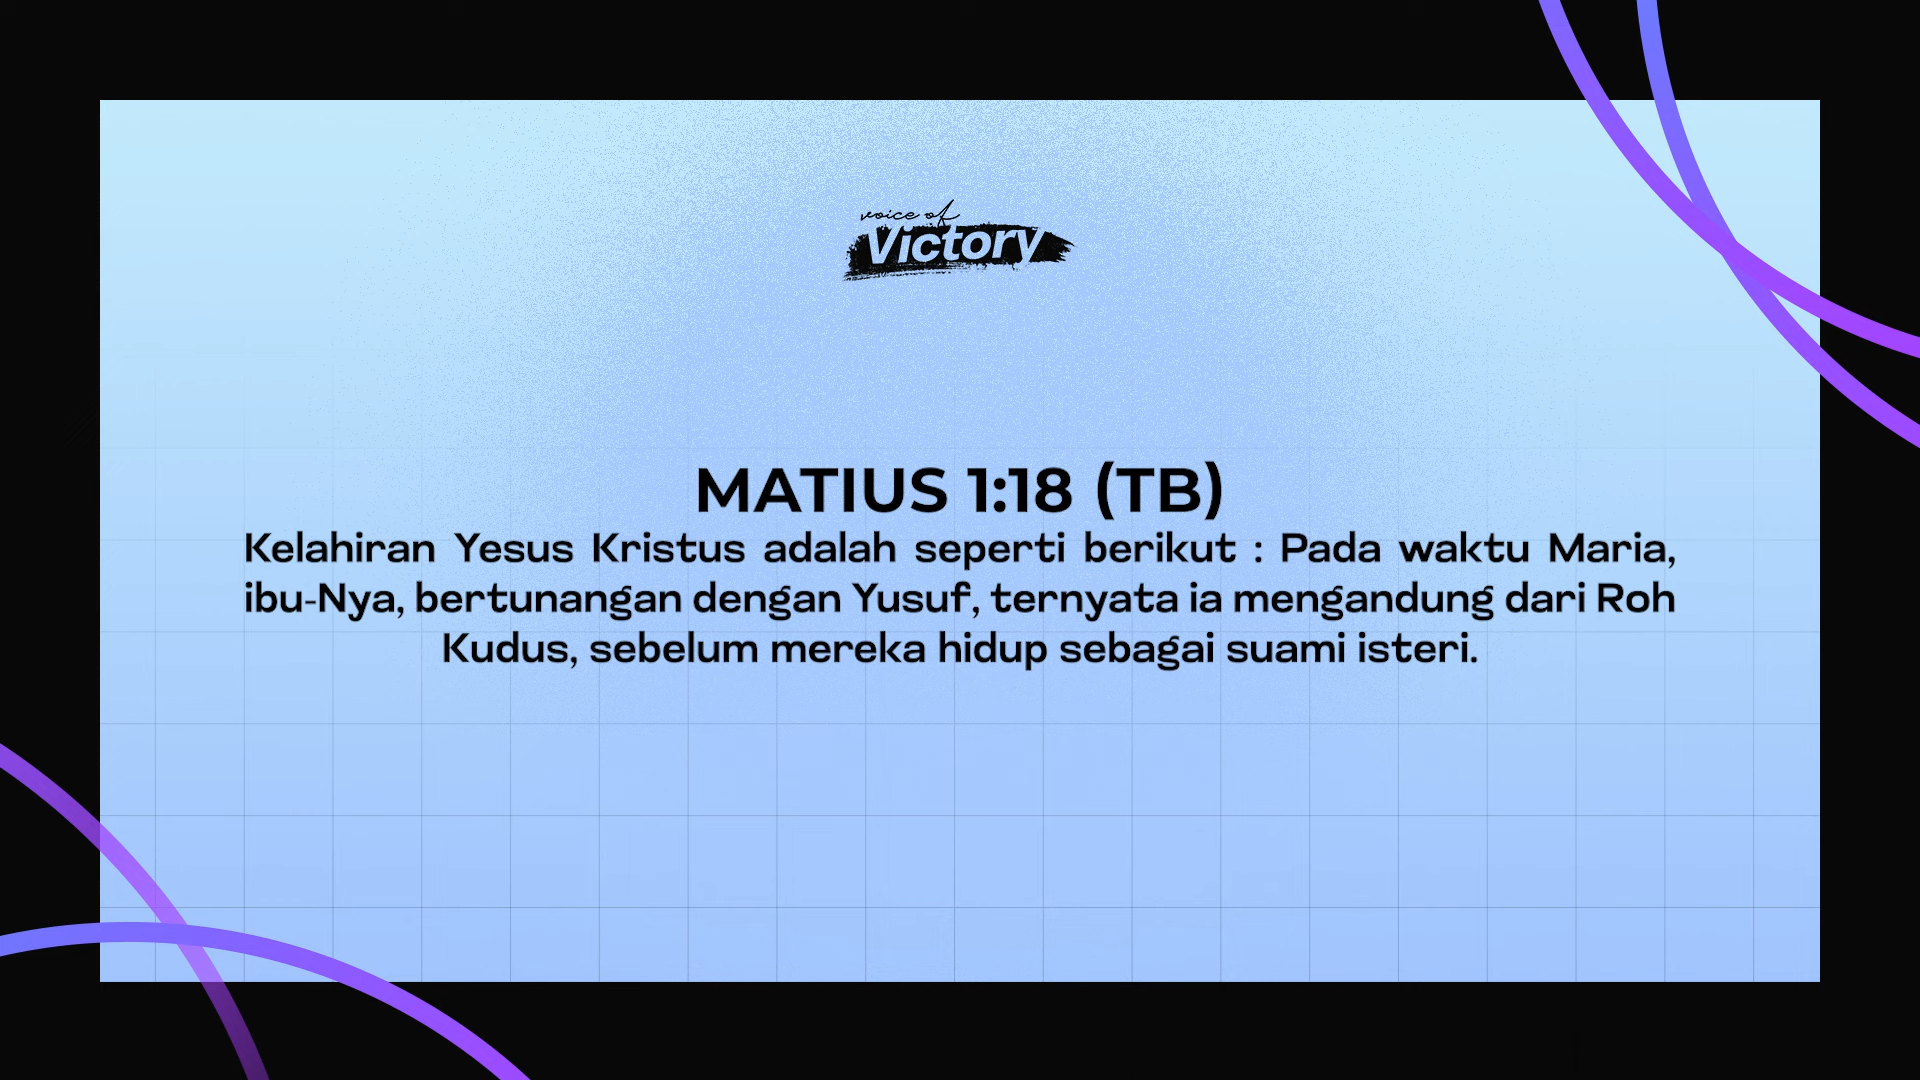 voice of
Victory
MATIUS 1:18 (TB)
Kelahiran Yesus Kristus adalah seperti berikut : Pada waktu Maria,
ibu-Nya, bertunangan dengan Yusuf, ternyata ia mengandung dari Roh
Kudus, sebelum mereka hidup sebagai suami isteri.